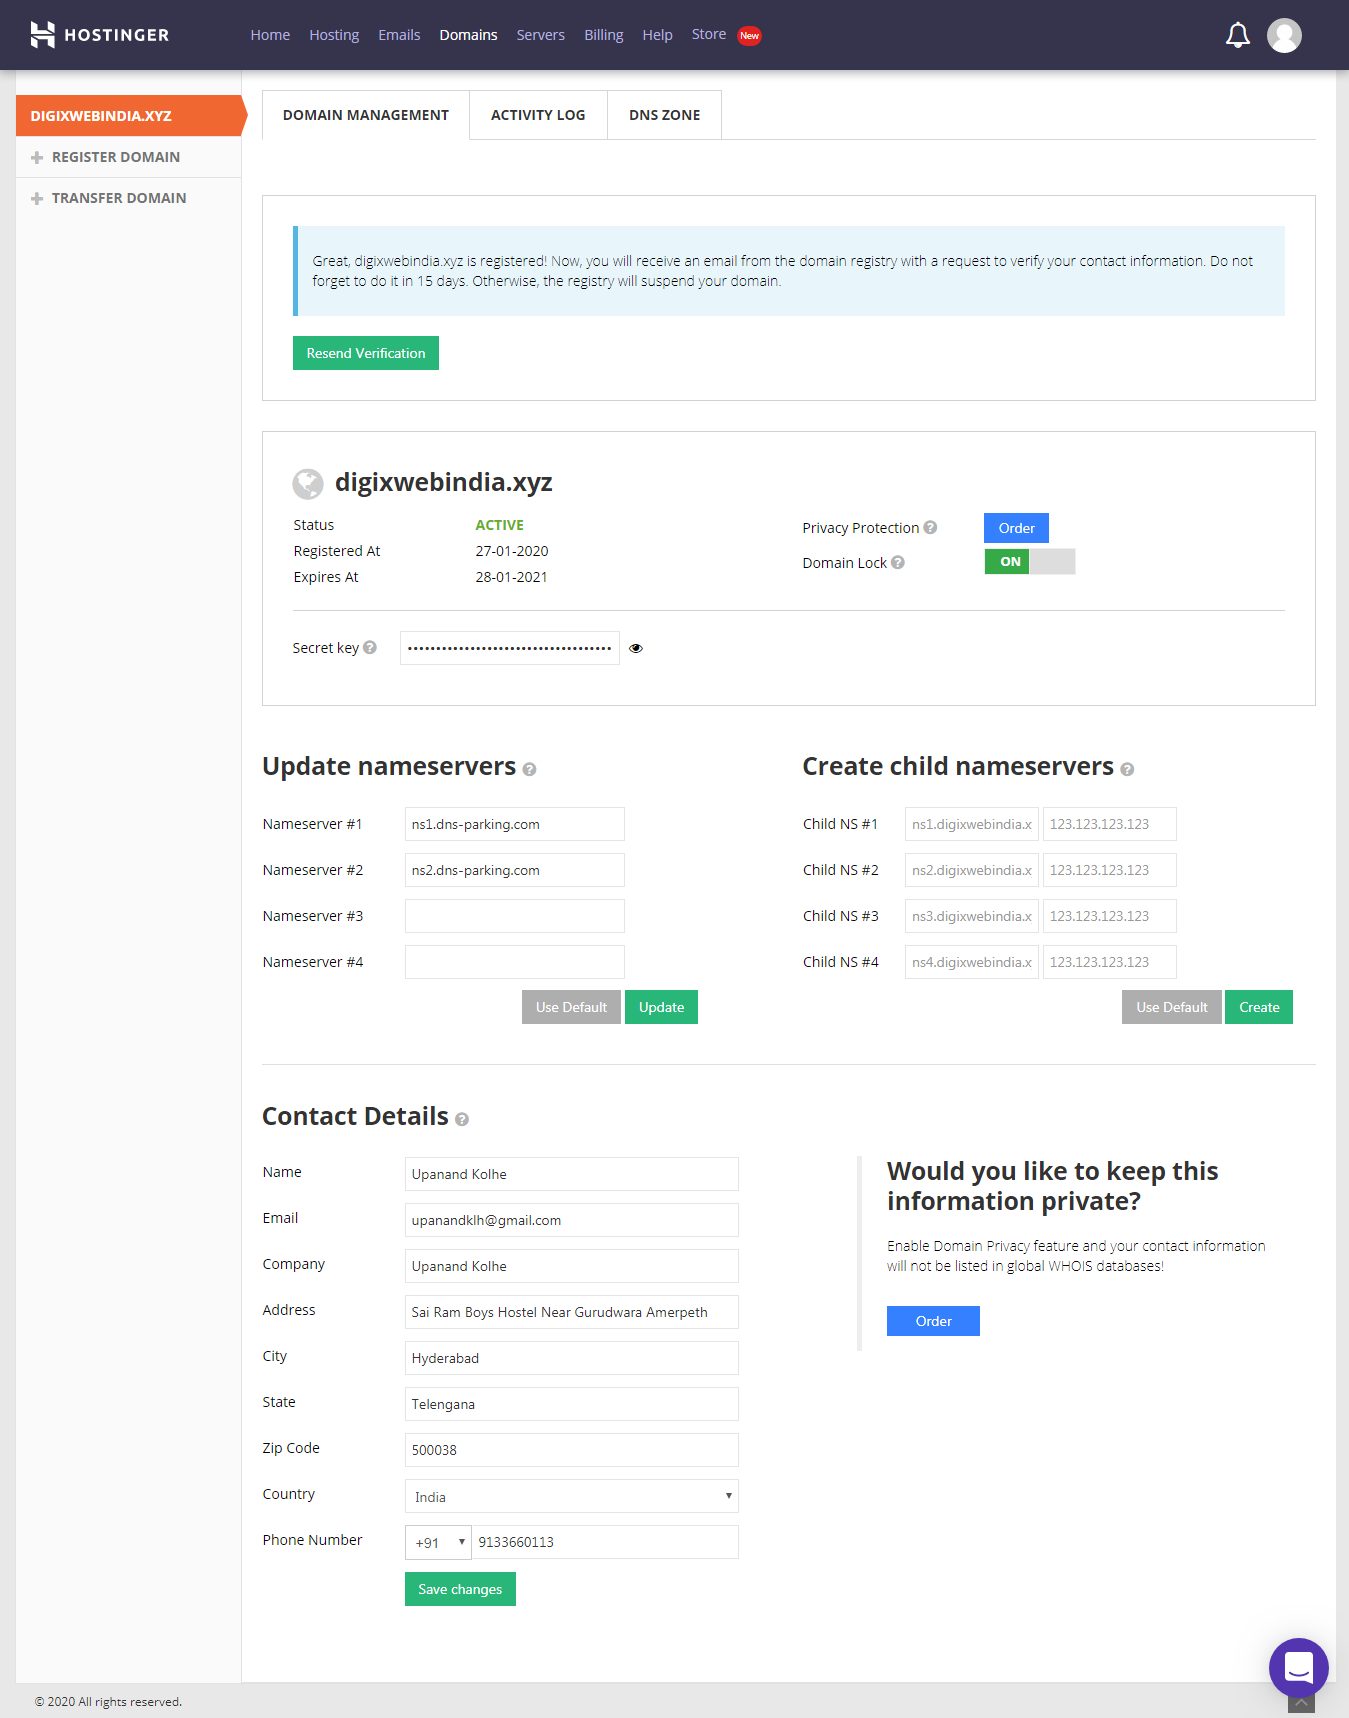 HOSTINGER
Home Hosting Emails Domains Servers Billing Help Store New
DIGIXWEBINDIA.XYZ
REGISTER DOMAIN
TRANSFER DOMAIN
DOMAIN MANAGEMENT ACTIVITY LOG DNS ZONE
Great, digixwebindia.xyz is registered! Now, you will receive an email from the domain registry with a request to verify your contact information. Do not
forget to do it in 15 days. Otherwise, the registry will suspend your domain.
Resend Verification
digixwebindia.xyz
Status ACTIVE
Registered At 27-01-2020
Expires At 28-01-2021
Privacy Protection ? Order
Domain Lock ? ON
Secret key ? ••••••••••••••••••••••••••••••••••••
Update nameservers ?
Nameserver #1 ns1.dns-parking.com
Nameserver #2 ns2.dns-parking.com
Nameserver #3
Nameserver #4
Use Default Update
Create child nameservers ?
Child NS #1 ns1.digixwebindia.x 123.123.123.123
Child NS #2 ns2.digixwebindia.x 123.123.123.123
Child NS #3 ns3.digixwebindia.x 123.123.123.123
Child NS #4 ns4.digixwebindia.x 123.123.123.123
Use Default Create
Contact Details ?
Name Upanand Kolhe
Email upanandklh@gmail.com
Company Upanand Kolhe
Address Sai Ram Boys Hostel Near Gurudwara Amerpeth
City Hyderabad
State Telengana
Zip Code 500038
Country India
Phone Number +91 9133660113
Save changes
Would you like to keep this
information private?
Enable Domain Privacy feature and your contact information
will not be listed in global WHOIS databases!
Order
© 2020 All rights reserved.